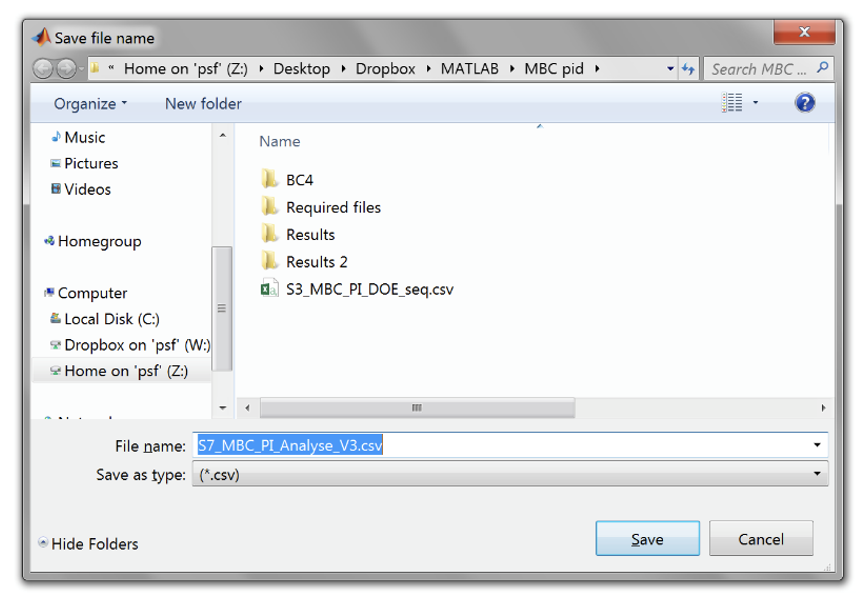 Save file name
« Home on 'psf' (Z:) Desktop Dropbox MATLAB MBC pid Search MBC ...
Organize New folder
Music
Pictures
Videos
Homegroup
Computer
Local Disk (C:)
Dropbox on 'psf' (W:)
Home on 'psf' (Z:)
Name
BC4
Required files
Results
Results 2
S3_MBC_PI_DOE_seq.csv
File name: S7_MBC_PI_Analyse_V3.csv
Save as type: (*.csv)
Hide Folders
Save Cancel